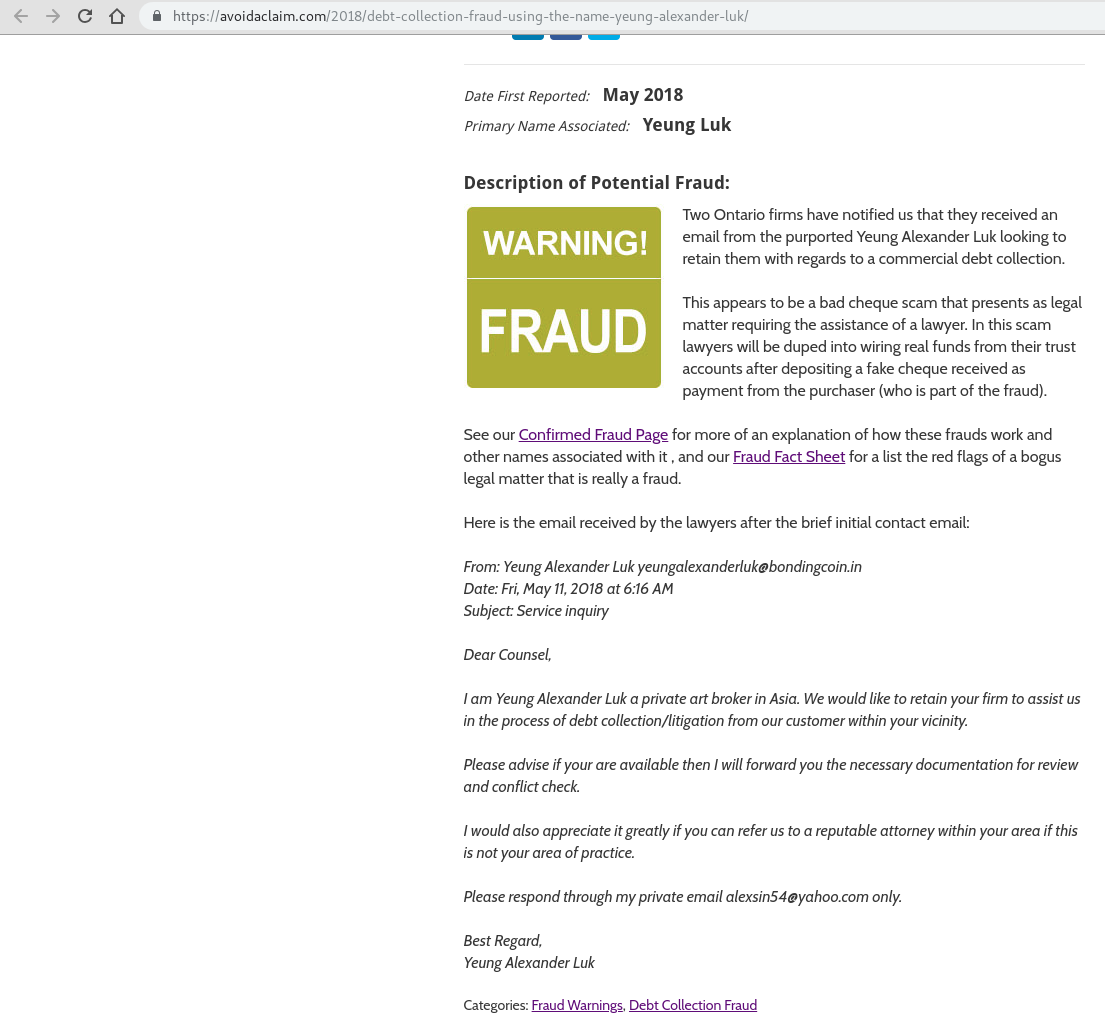 https://avoidaclaim.com/2018/debt-collection-fraud-using-the-name-yeung-alexander-luk/
Date First Reported: May 2018
Primary Name Associated: Yeung Luk
Description of Potential Fraud:
WARNING!
FRAUD
Two Ontario firms have notified us that they received an
email from the purported Yeung Alexander Luk looking to
retain them with regards to a commercial debt collection.
This appears to be a bad cheque scam that presents as legal
matter requiring the assistance of a lawyer. In this scam
lawyers will be duped into wiring real funds from their trust
accounts after depositing a fake cheque received as
payment from the purchaser (who is part of the fraud).
See our Confirmed Fraud Page for more of an explanation of how these frauds work and
other names associated with it , and our Fraud Fact Sheet for a list the red flags of a bogus
legal matter that is really a fraud.
Here is the email received by the lawyers after the brief initial contact email:
From: Yeung Alexander Luk yeungalexanderluk@bondingcoin.in
Date: Fri, May 11, 2018 at 6:16 AM
Subject: Service inquiry
Dear Counsel,
I am Yeung Alexander Luk a private art broker in Asia. We would like to retain your firm to assist us
in the process of debt collection/litigation from our customer within your vicinity.
Please advise if your are available then I will forward you the necessary documentation for review
and conflict check.
I would also appreciate it greatly if you can refer us to a reputable attorney within your area if this
is not your area of practice.
Please respond through my private email alexsin54@yahoo.com only.
Best Regard,
Yeung Alexander Luk
Categories: Fraud Warnings, Debt Collection Fraud